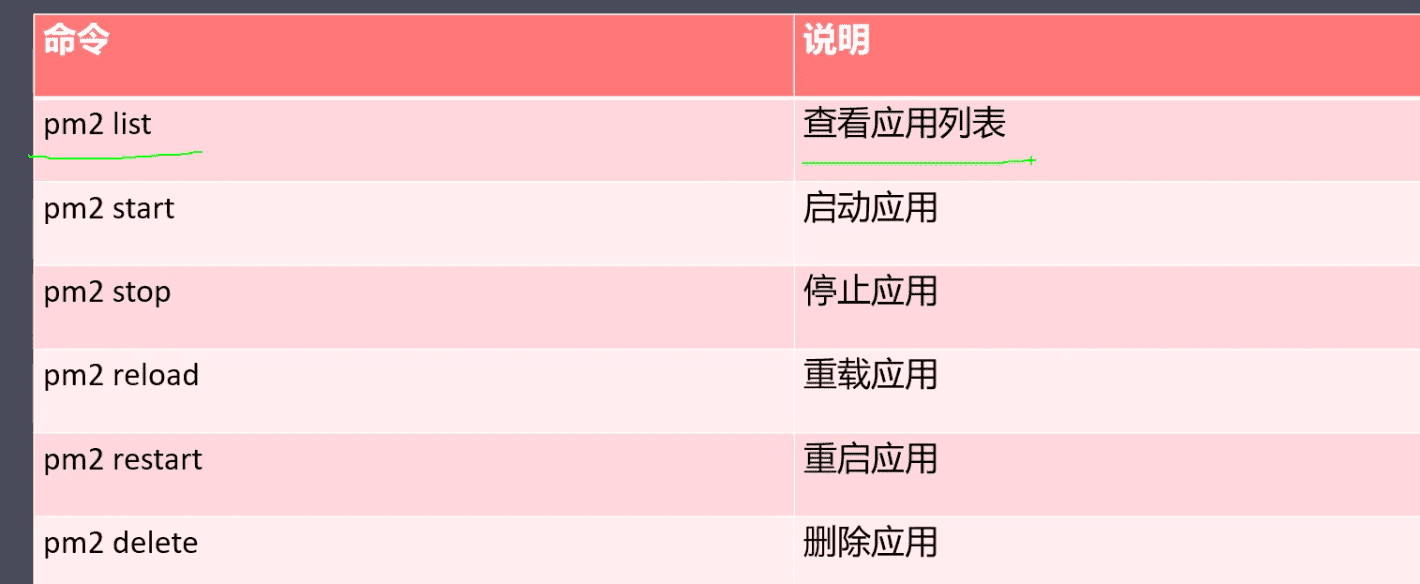 命令 说明
pm2 list 查看应用列表
pm2 start 启动应用
pm2 stop 停止应用
pm2 reload 重载应用
pm2 restart 重启应用
pm2 delete 删除应用